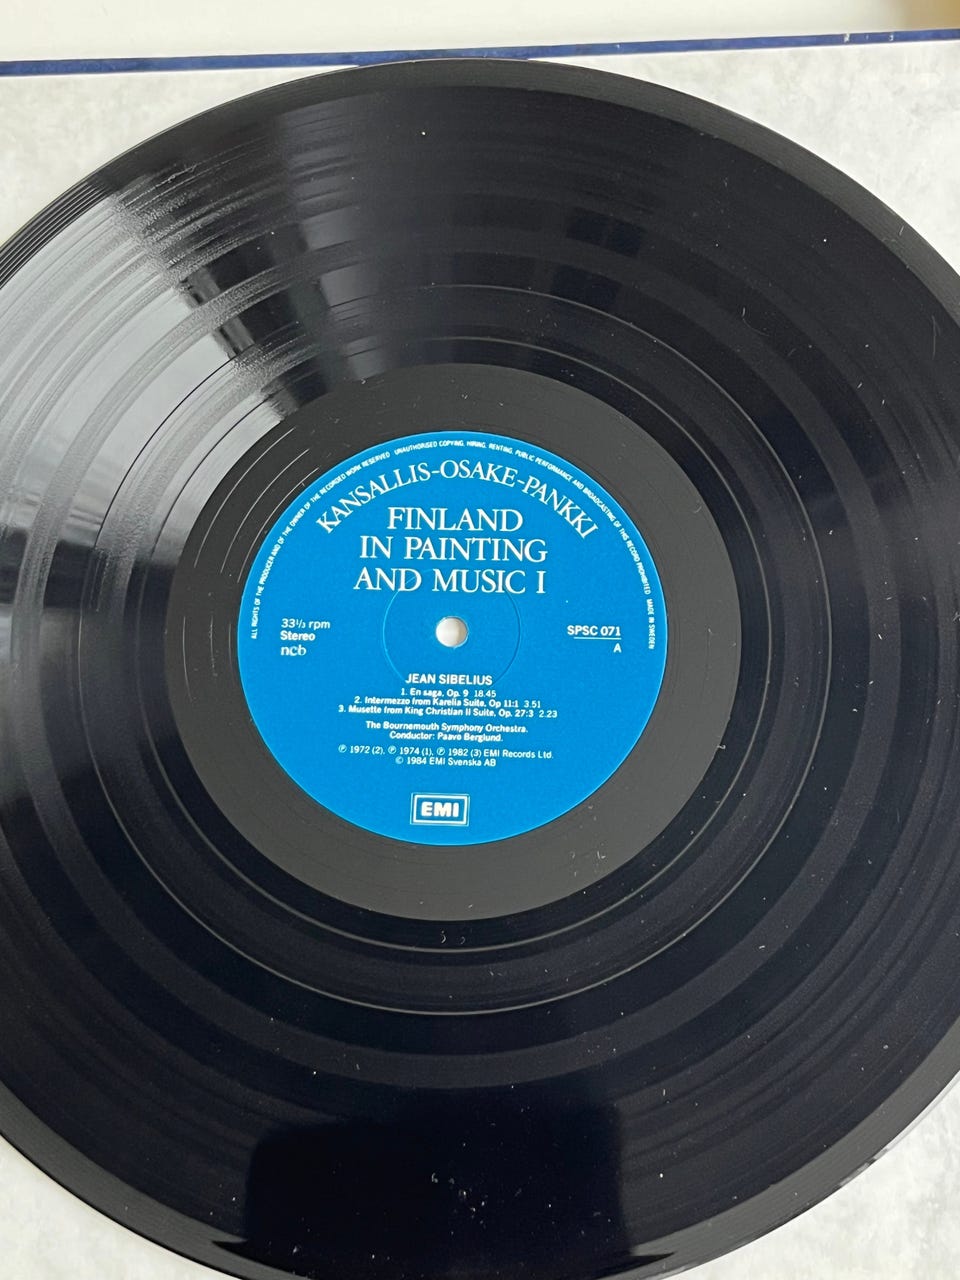 ALL RIGHTS OF THE PRODUCER AND OF THE OWNER OF THE RECORDED WORK RESERVED UNAUTHORISED COPYING, HIRING, RENTING, PUBLIC PERFORMANCE AND BROADCASTING OF THIS RECORD PROHIBITED MADE IN SWEDEN
KANSALLIS-OSAKE-PANKKI
FINLAND
IN PAINTING
AND MUSIC I
33⅓ rpm
Stereo
ncb
SPSC 071
A
JEAN SIBELIUS
1. En saga, Op. 9 18.45
2. Intermezzo from Karelia Suite, Op 11:1 3.51
3. Musette from King Christian II Suite, Op. 27:3 2.23
The Bournemouth Symphony Orchestra.
Conductor: Paavo Berglund.
℗ 1972 (2), ℗ 1974 (1), ℗ 1982 (3) EMI Records Ltd.
© 1984 EMI Svenska AB
EMI